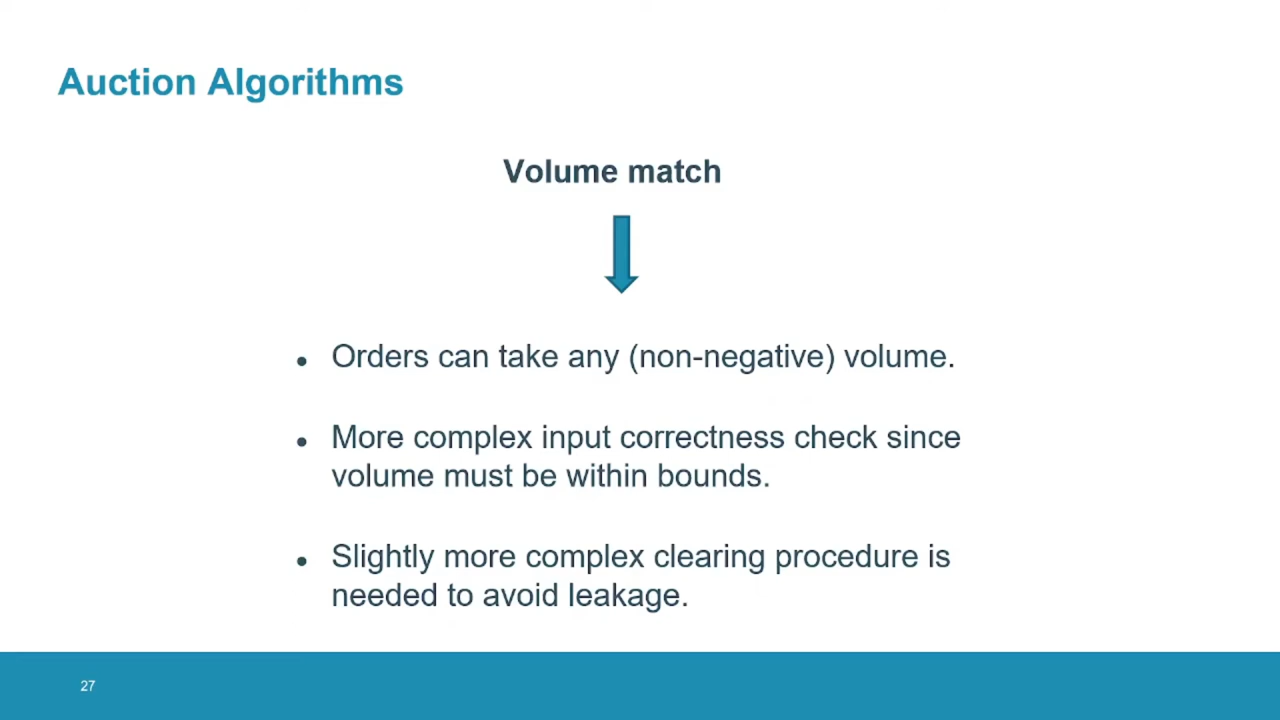 Auction Algorithms
Volume match
● Orders can take any (non-negative) volume.
● More complex input correctness check since
volume must be within bounds.
● Slightly more complex clearing procedure is
needed to avoid leakage.
27